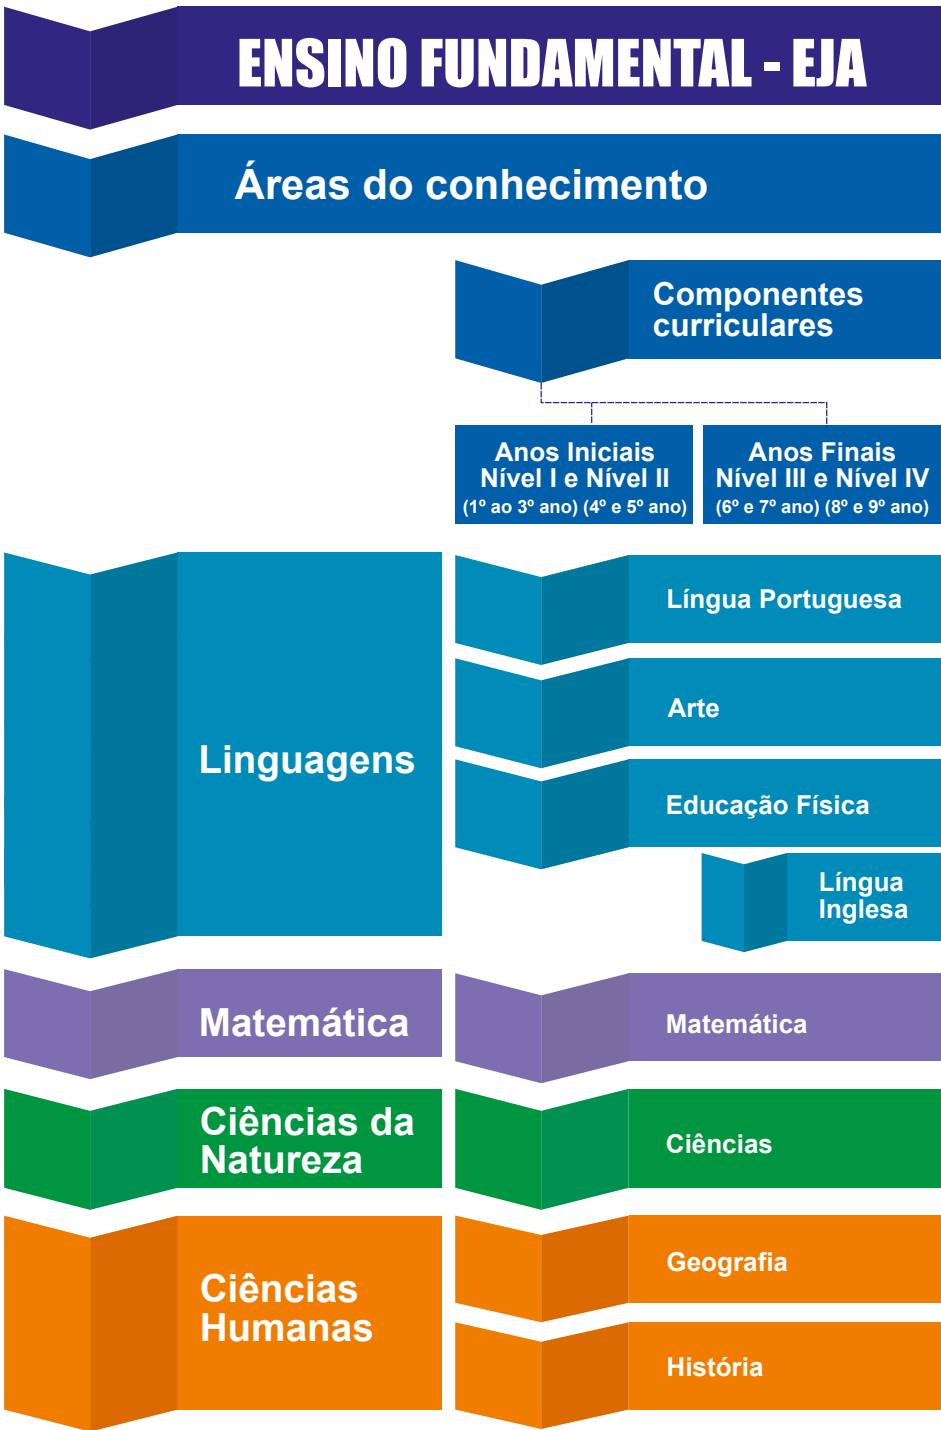 ENSINO FUNDAMENTAL - EJA
Áreas do conhecimento
Componentes
curriculares
Anos Iniciais
Nível I e Nível II
(1º ao 3º ano) (4º e 5º ano)
Anos Finais
Nível III e Nível IV
(6º e 7º ano) (8º e 9º ano)
Linguagens
Língua Portuguesa
Arte
Educação Física
Língua
Inglesa
Matemática
Matemática
Ciências da
Natureza
Ciências
Ciências
Humanas
Geografia
História